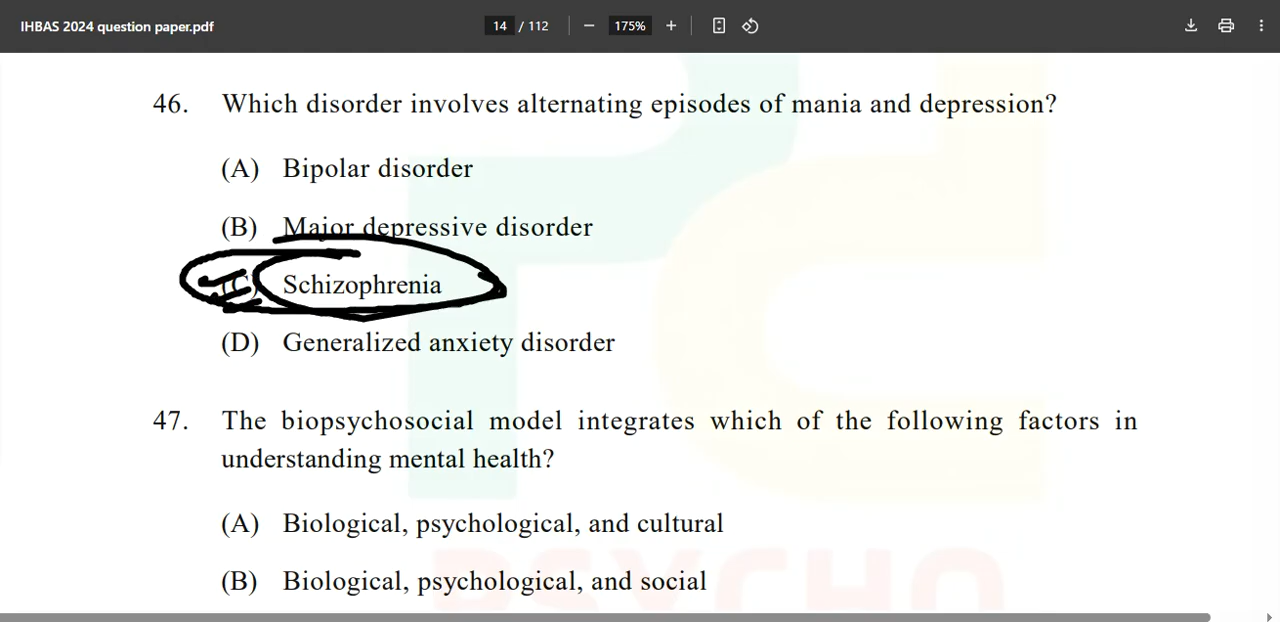 IHBAS 2024 question paper.pdf
14 / 112
175%
46. Which disorder involves alternating episodes of mania and depression?
(A) Bipolar disorder
(B) Major depressive disorder
(C) Schizophrenia
(D) Generalized anxiety disorder
47. The biopsychosocial model integrates which of the following factors in
understanding mental health?
(A) Biological, psychological, and cultural
(B) Biological, psychological, and social
PSYCHO